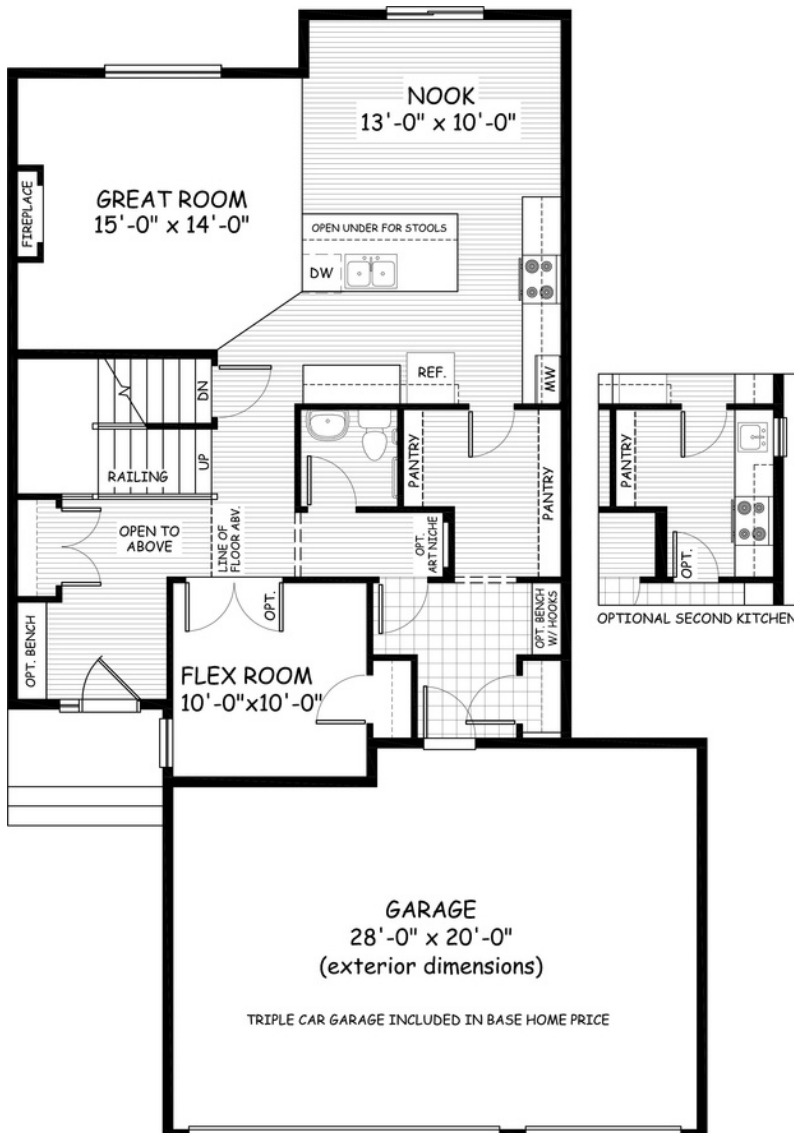 NOOK
13'-0" x 10'-0"
GREAT ROOM
15'-0" x 14'-0"
FIREPLACE
OPEN UNDER FOR STOOLS
DW
REF.
MW
DN
UP
RAILING
PANTRY
PANTRY
OPEN TO
ABOVE
LINE OF
FLOOR ABV.
OPT.
ART NICHE
OPT. BENCH
W/ HOOKS
OPT. BENCH
OPT.
FLEX ROOM
10'-0"x10'-0"
PANTRY
OPT.
OPTIONAL SECOND KITCHEN
GARAGE
28'-0" x 20'-0"
(exterior dimensions)
TRIPLE CAR GARAGE INCLUDED IN BASE HOME PRICE